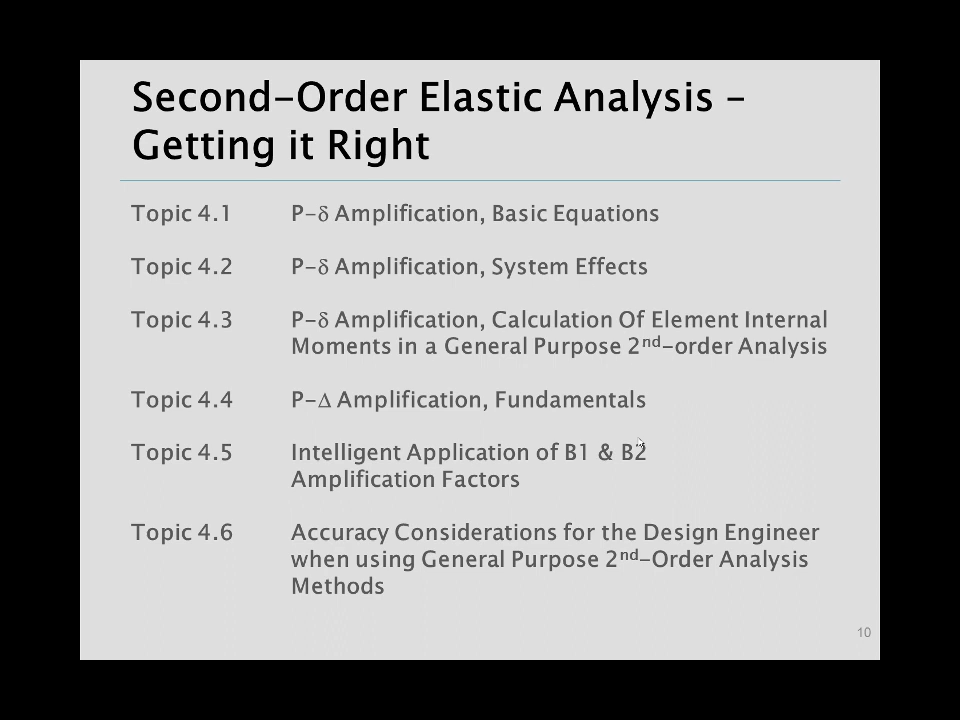 Second-Order Elastic Analysis –
Getting it Right
Topic 4.1 P-δ Amplification, Basic Equations
Topic 4.2 P-δ Amplification, System Effects
Topic 4.3 P-δ Amplification, Calculation Of Element Internal
Moments in a General Purpose 2nd-order Analysis
Topic 4.4 P-Δ Amplification, Fundamentals
Topic 4.5 Intelligent Application of B1 & B2
Amplification Factors
Topic 4.6 Accuracy Considerations for the Design Engineer
when using General Purpose 2nd-Order Analysis
Methods
10